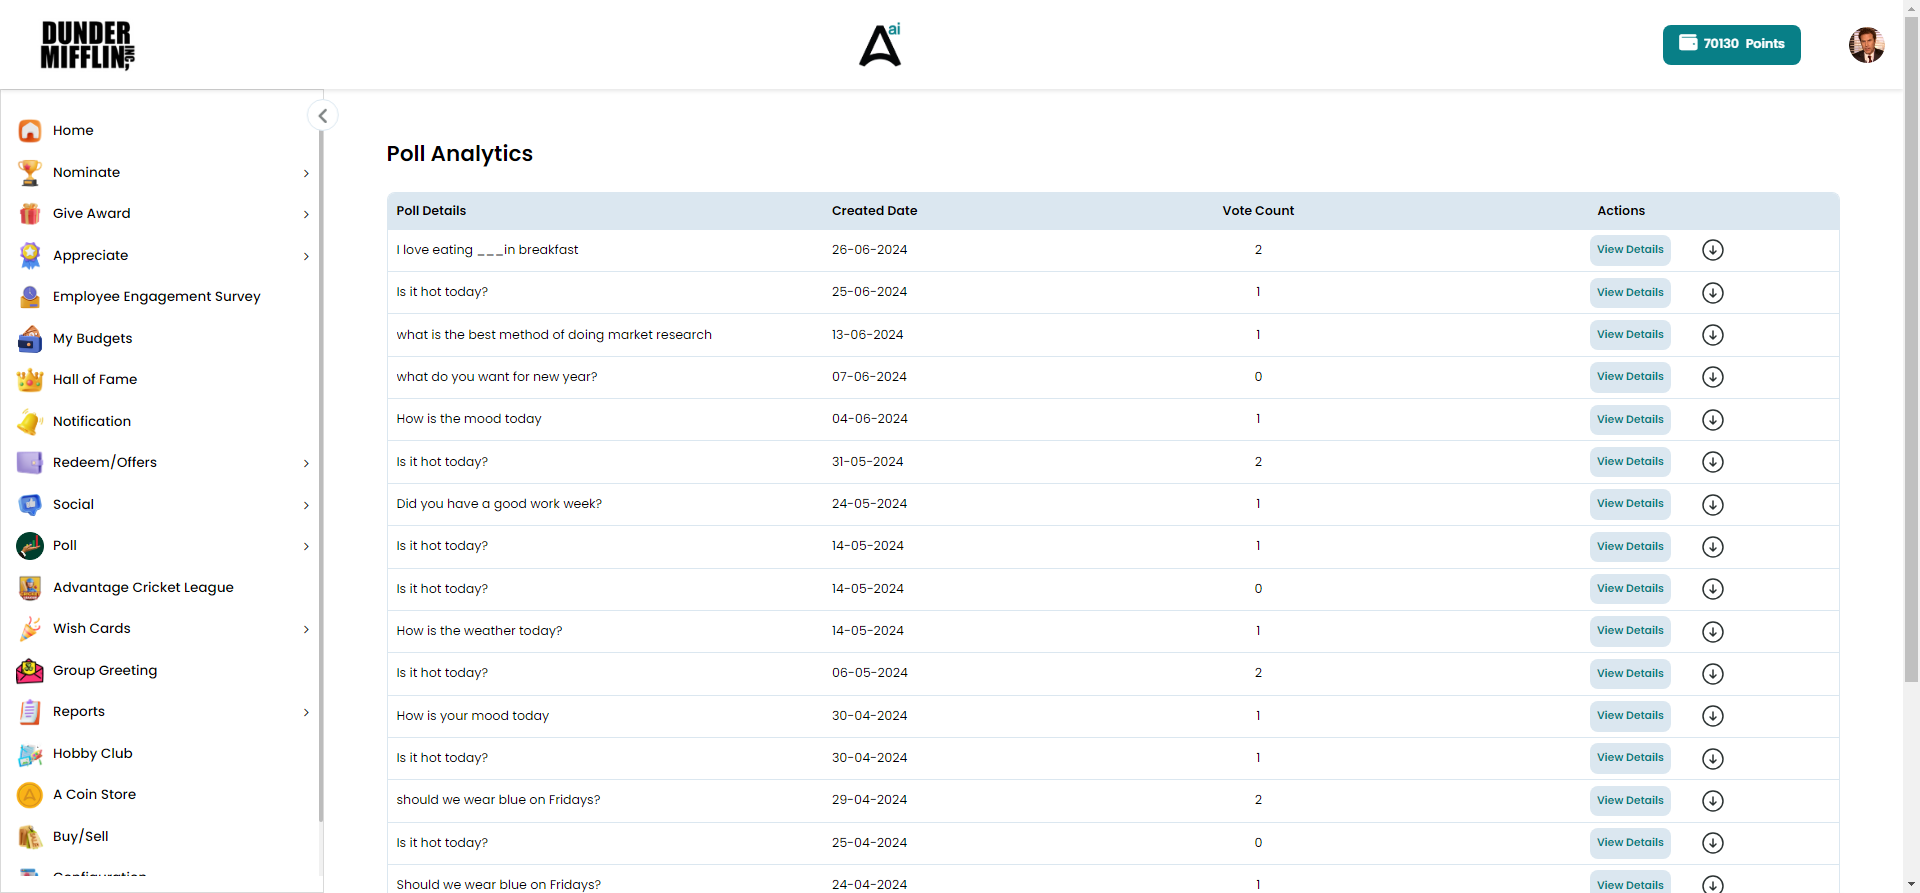 DUNDER
MIFFLIN INC,
ai
70130 Points
Home
Nominate
Give Award
Appreciate
Employee Engagement Survey
My Budgets
Hall of Fame
Notification
Redeem/Offers
Social
Poll
Advantage Cricket League
Wish Cards
Group Greeting
Reports
Hobby Club
A Coin Store
Buy/Sell
Configuration
Poll Analytics
Poll Details Created Date Vote Count Actions
I love eating ___in breakfast 26-06-2024 2 View Details
Is it hot today? 25-06-2024 1 View Details
what is the best method of doing market research 13-06-2024 1 View Details
what do you want for new year? 07-06-2024 0 View Details
How is the mood today 04-06-2024 1 View Details
Is it hot today? 31-05-2024 2 View Details
Did you have a good work week? 24-05-2024 1 View Details
Is it hot today? 14-05-2024 1 View Details
Is it hot today? 14-05-2024 0 View Details
How is the weather today? 14-05-2024 1 View Details
Is it hot today? 06-05-2024 2 View Details
How is your mood today 30-04-2024 1 View Details
Is it hot today? 30-04-2024 1 View Details
should we wear blue on Fridays? 29-04-2024 2 View Details
Is it hot today? 25-04-2024 0 View Details
Should we wear blue on Fridays? 24-04-2024 1 View Details